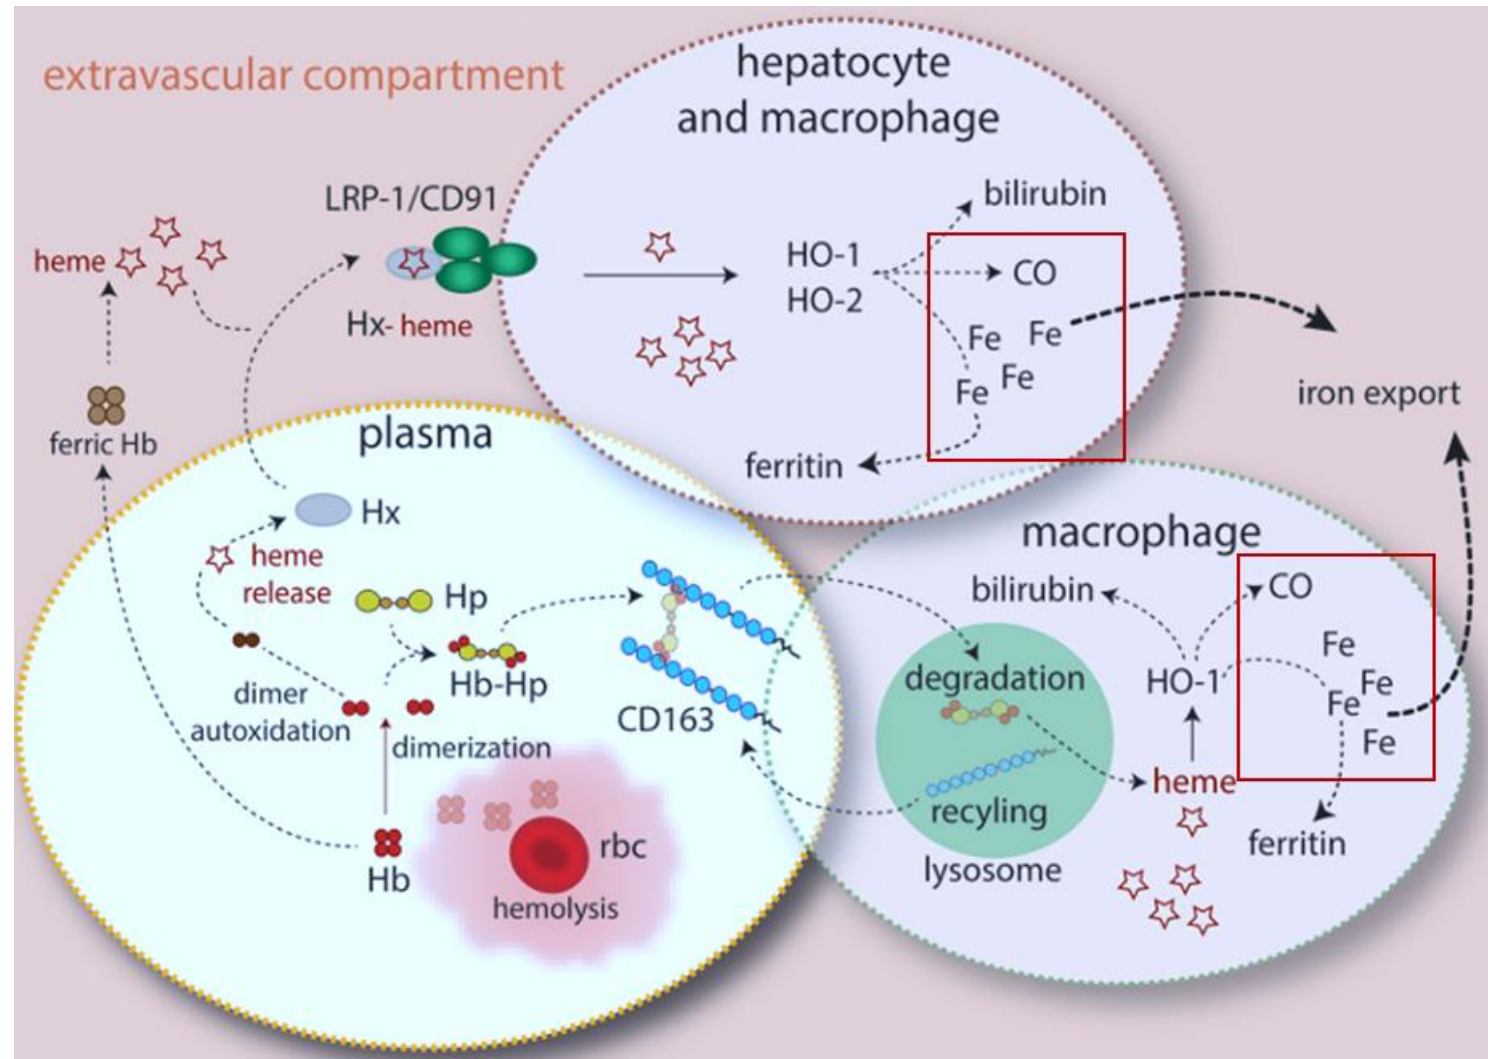 extravascular compartment
hepatocyte
and macrophage
LRP-1/CD91
heme
Hx- heme
ferric Hb
HO-1
HO-2
bilirubin
CO
Fe
Fe
Fe
Fe
ferritin
iron export
plasma
Hx
heme
release
Hp
Hb-Hp
dimer
autoxidation
dimerization
CD163
Hb
rbc
hemolysis
macrophage
bilirubin
CO
HO-1
Fe
Fe
Fe
Fe
degradation
recyling
lysosome
heme
ferritin